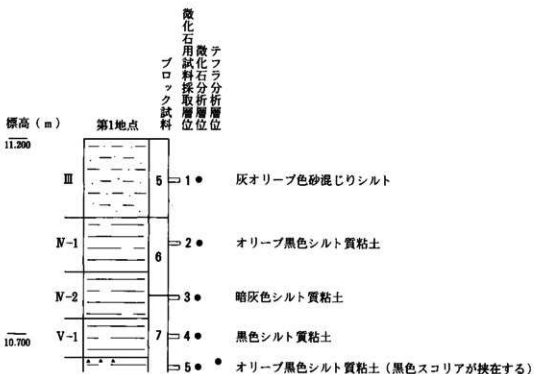 ブロック試料
微化石用試料採取層位
微化石分析層位
テフラ分析層位
標高(m) 第1地点
11.200
Ⅲ 5 1 ● 灰オリーブ色砂混じりシルト
Ⅳ-1 6 2 ● オリーブ黒色シルト質粘土
Ⅳ-2 3 ● 暗灰色シルト質粘土
10.700 Ⅴ-1 7 4 ● 黒色シルト質粘土
5 ● ● オリーブ黒色シルト質粘土(黒色スコリアが挟在する)